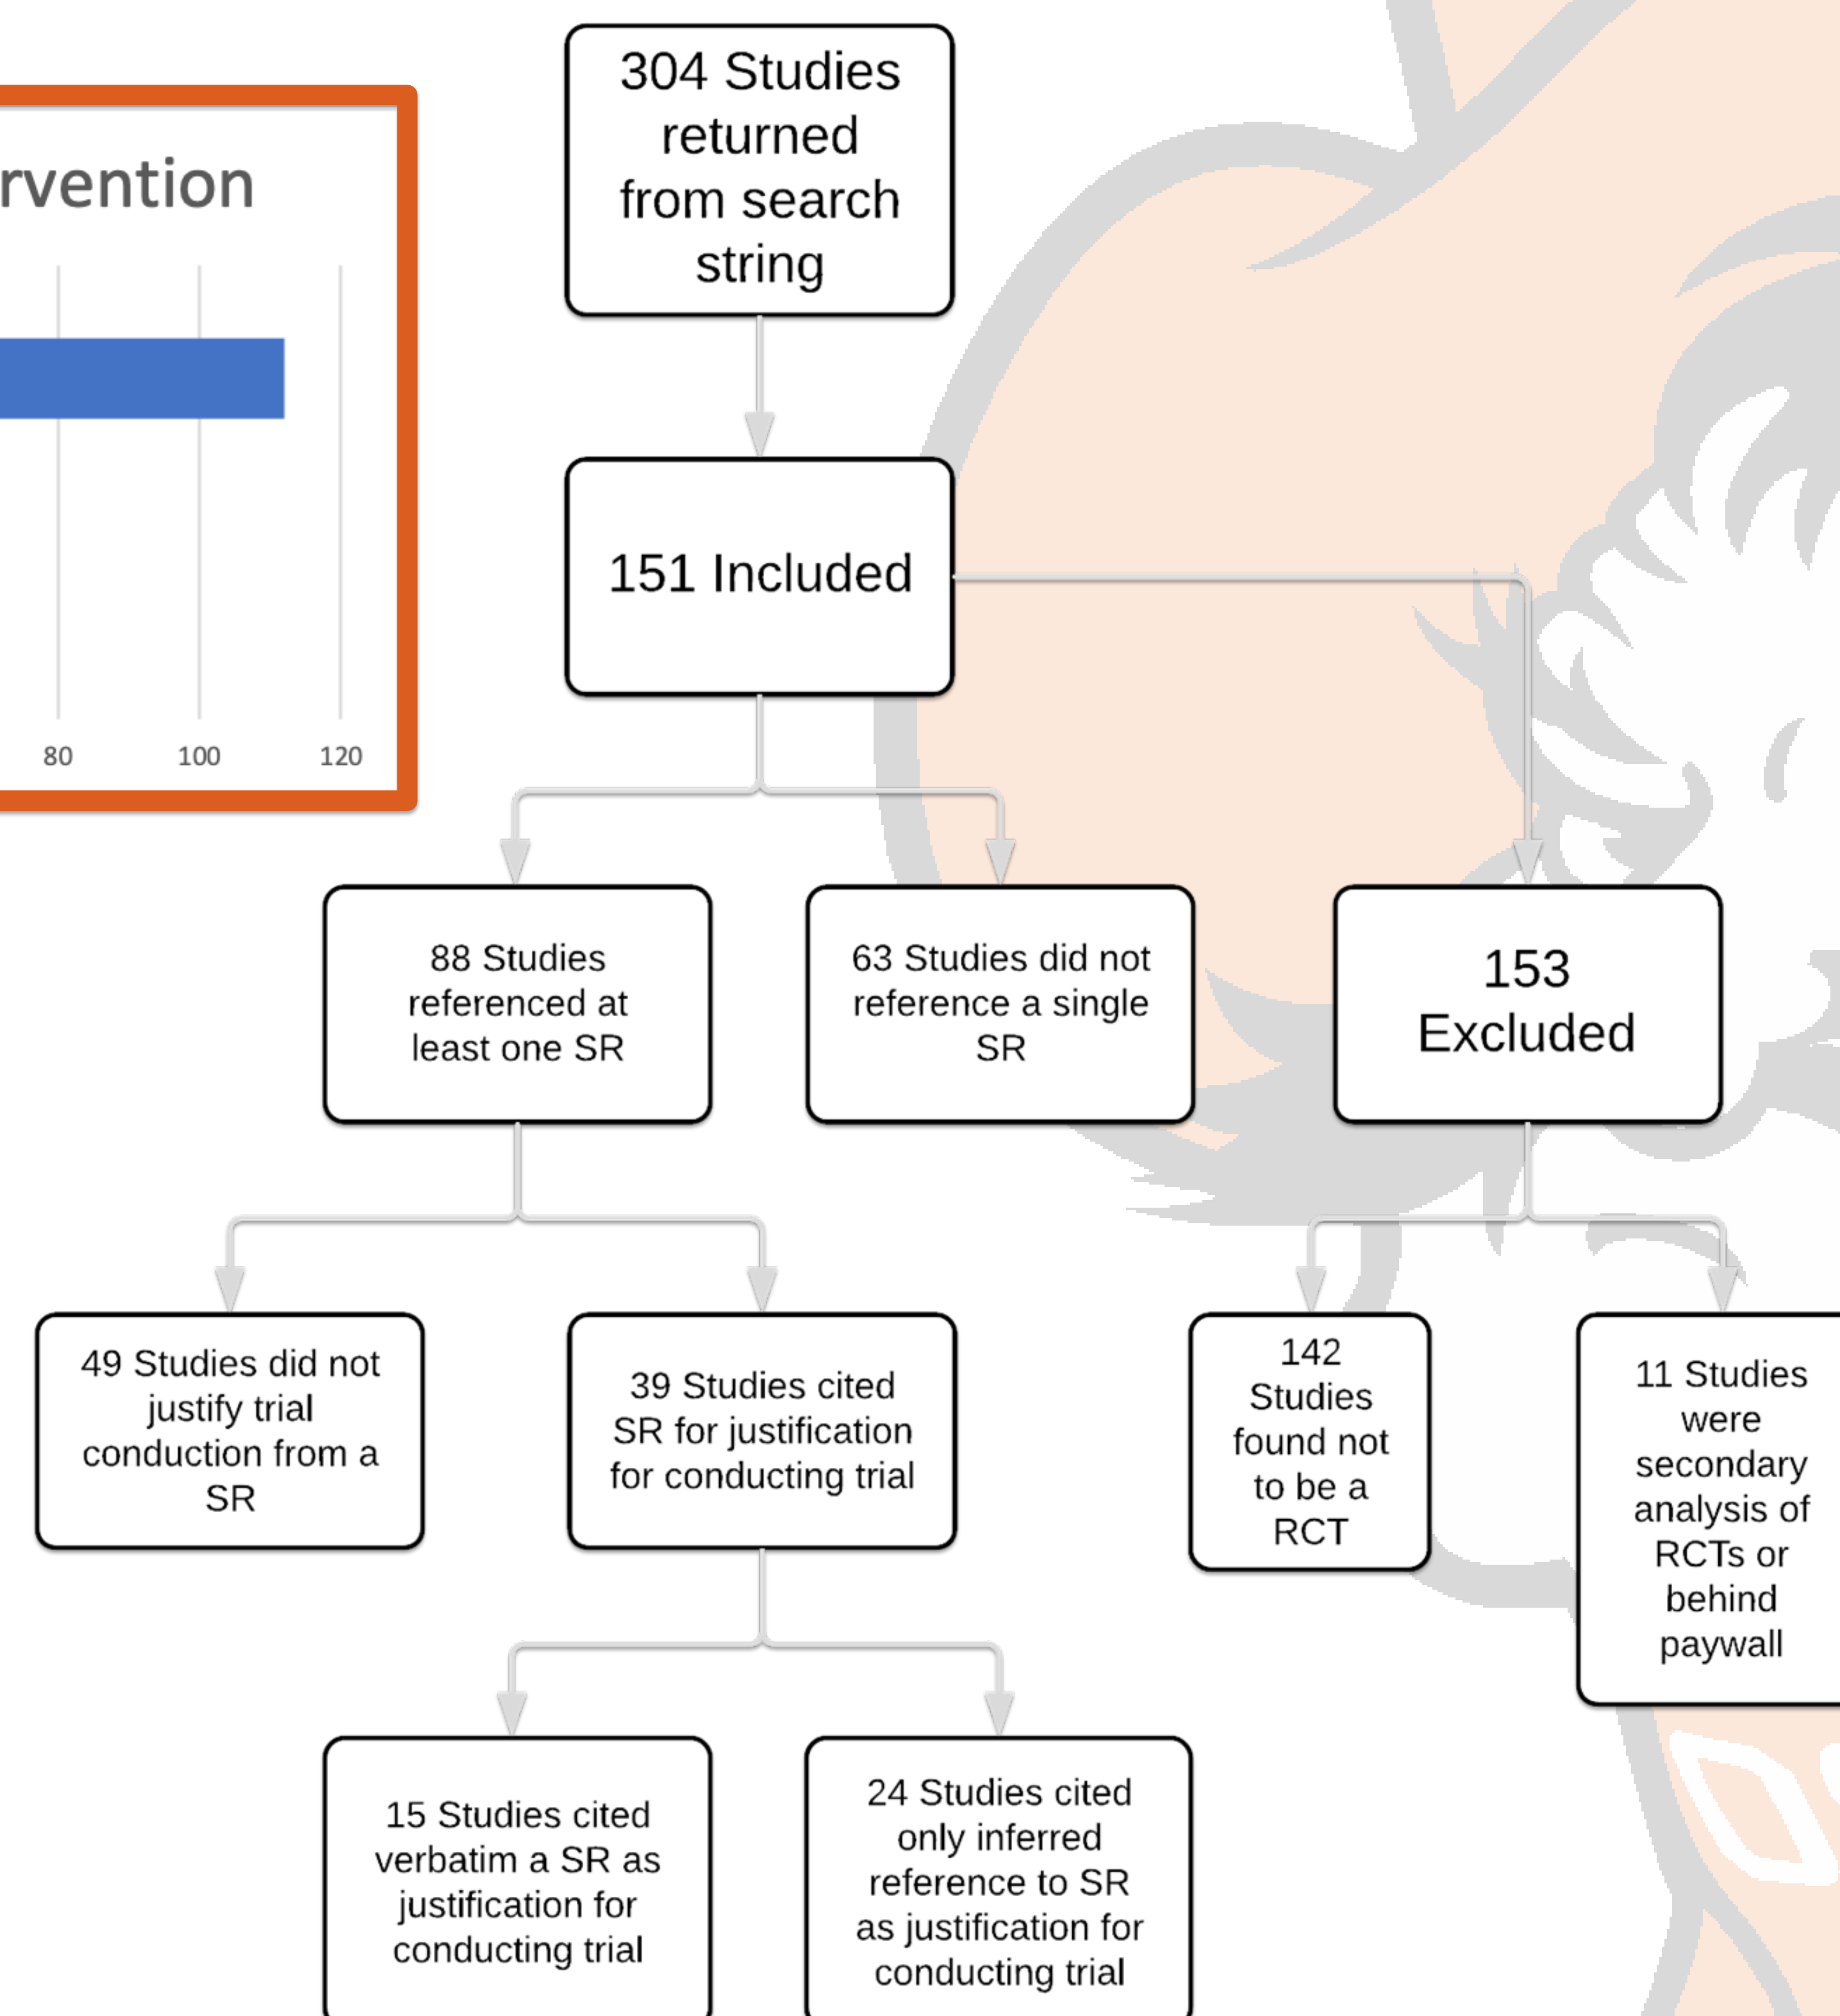 rvention
80 100 120
304 Studies
returned
from search
string
151 Included
88 Studies
referenced at
least one SR
63 Studies did not
reference a single
SR
153
Excluded
49 Studies did not
justify trial
conduction from a
SR
39 Studies cited
SR for justification
for conducting trial
142
Studies
found not
to be a
RCT
11 Studies
were
secondary
analysis of
RCTs or
behind
paywall
15 Studies cited
verbatim a SR as
justification for
conducting trial
24 Studies cited
only inferred
reference to SR
as justification for
conducting trial